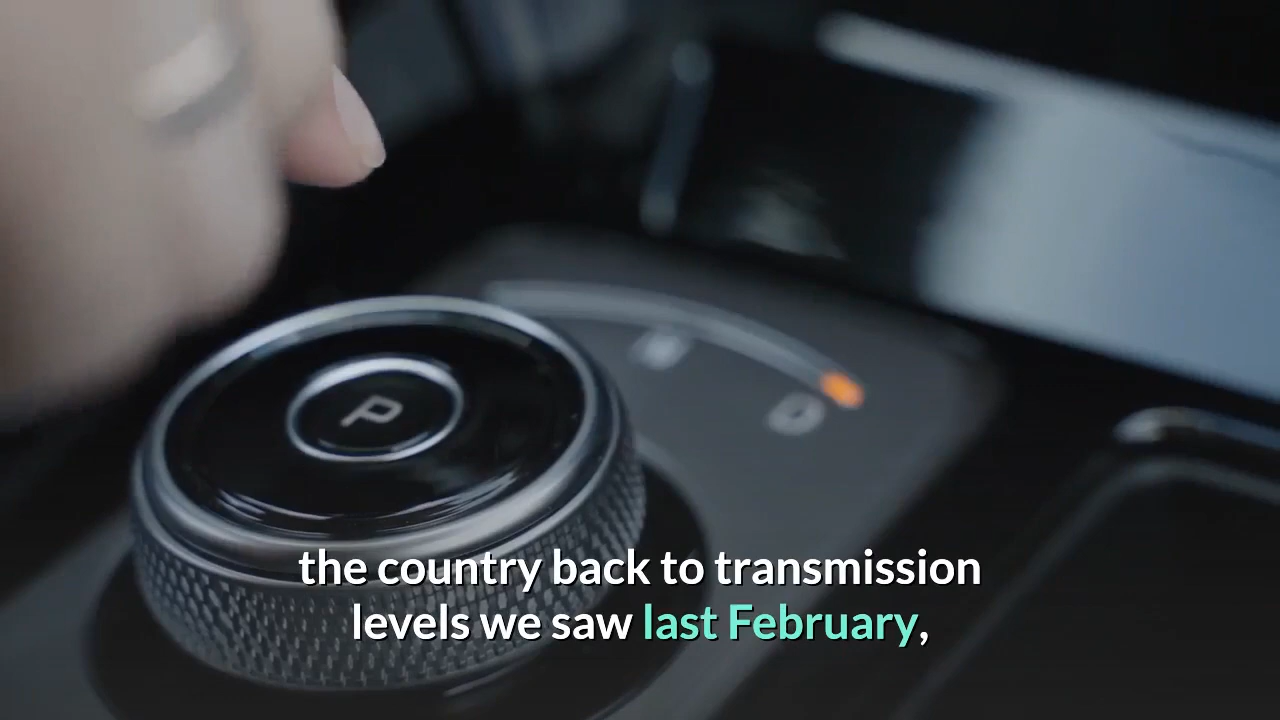 P
the country back to transmission
levels we saw last February,